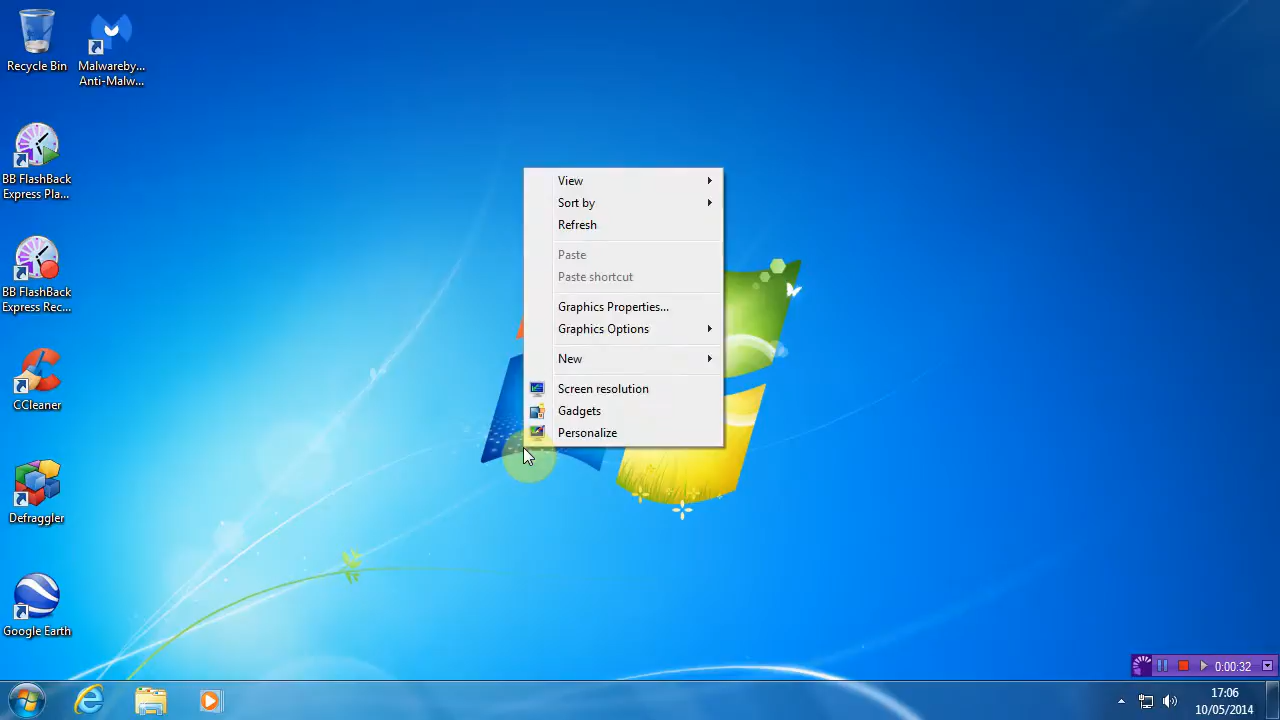 Recycle Bin
Malwareby...
Anti-Malw...
BB FlashBack
Express Pla...
BB FlashBack
Express Rec...
CCleaner
Defraggler
Google Earth
View
Sort by
Refresh
Paste
Paste shortcut
Graphics Properties...
Graphics Options
New
Screen resolution
Gadgets
Personalize
0:00:32
17:06
10/05/2014